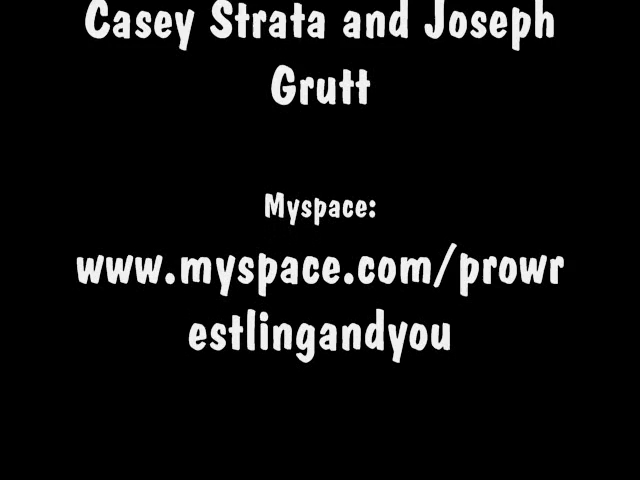 Casey Strata and Joseph
Grutt
Myspace:
www.myspace.com/prowr
estlingandyou